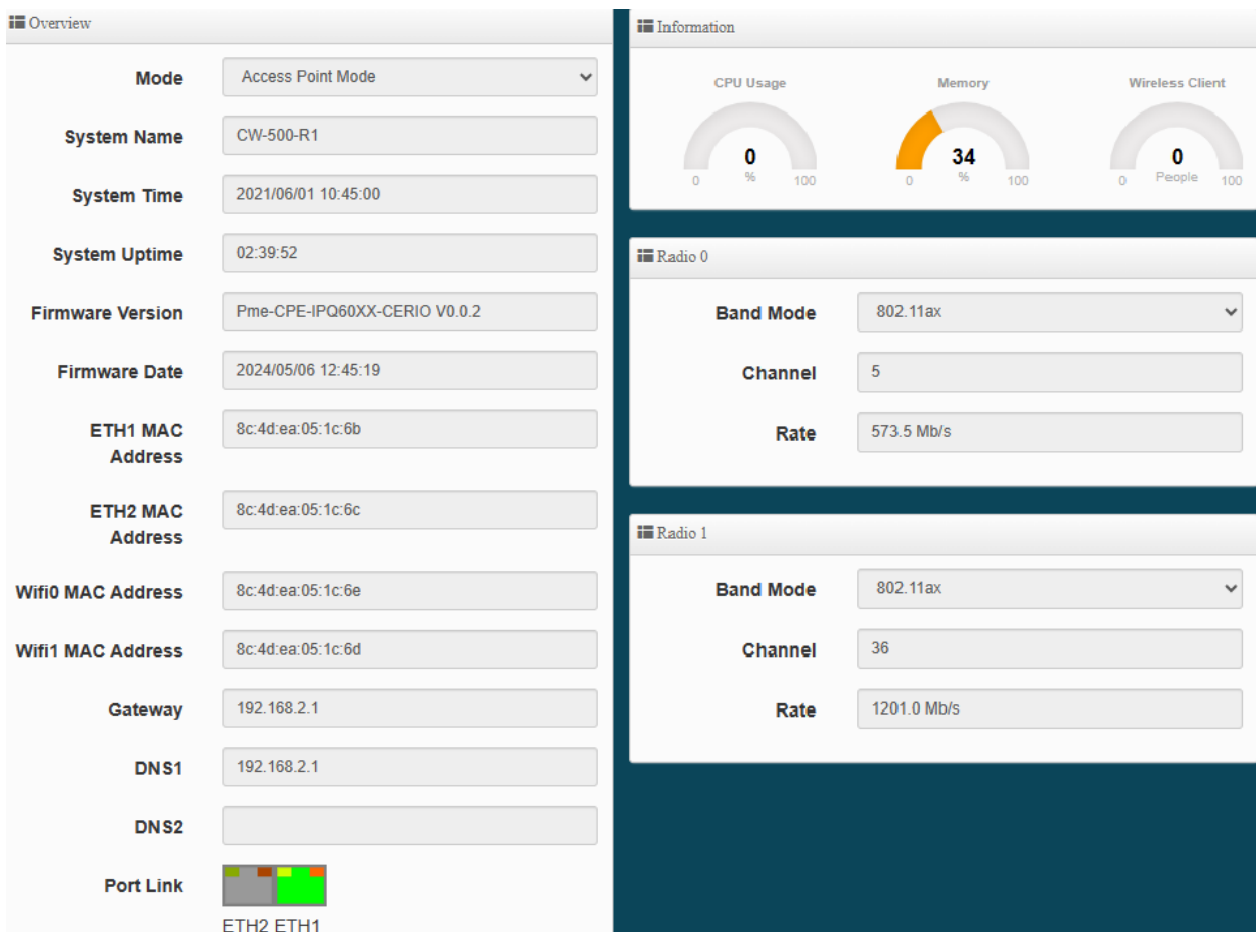 Overview
Mode Access Point Mode
System Name CW-500-R1
System Time 2021/06/01 10:45:00
System Uptime 02:39:52
Firmware Version Pme-CPE-IPQ60XX-CERIO V0.0.2
Firmware Date 2024/05/06 12:45:19
ETH1 MAC 8c:4d:ea:05:1c:6b
Address
ETH2 MAC 8c:4d:ea:05:1c:6c
Address
Wifi0 MAC Address 8c:4d:ea:05:1c:6e
Wifi1 MAC Address 8c:4d:ea:05:1c:6d
Gateway 192.168.2.1
DNS1 192.168.2.1
DNS2
Port Link
ETH2 ETH1
Information
CPU Usage Memory Wireless Client
0 34 0
0 % 100 0 % 100 0 People 100
Radio 0
Band Mode 802.11ax
Channel 5
Rate 573.5 Mb/s
Radio 1
Band Mode 802.11ax
Channel 36
Rate 1201.0 Mb/s